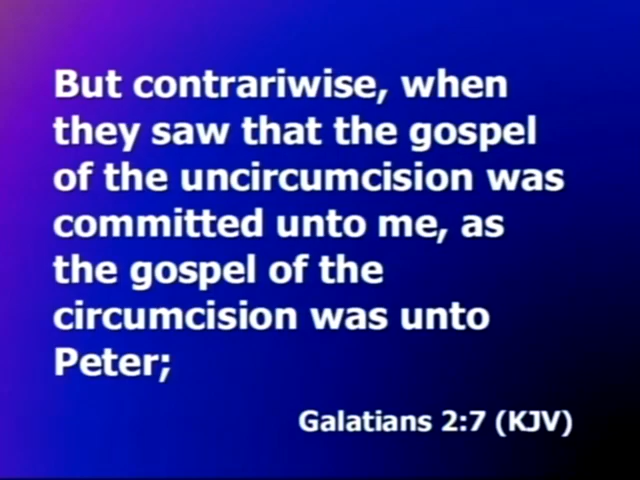 But contrariwise, when
they saw that the gospel
of the uncircumcision was
committed unto me, as
the gospel of the
circumcision was unto
Peter;
Galatians 2:7 (KJV)